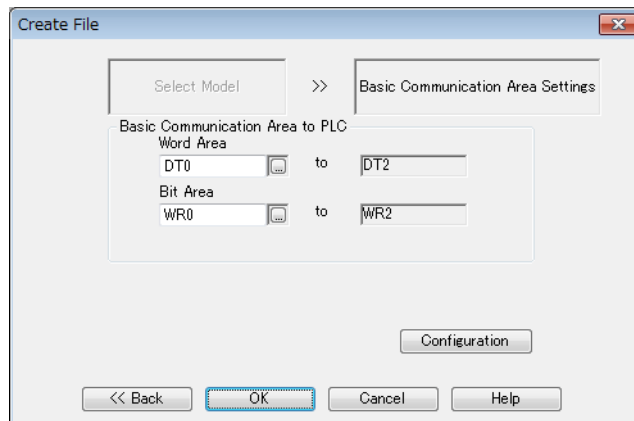 Create File
Select Model >> Basic Communication Area Settings
Basic Communication Area to PLC
Word Area
DT0 ... to DT2
Bit Area
WR0 ... to WR2
Configuration
<< Back OK Cancel Help